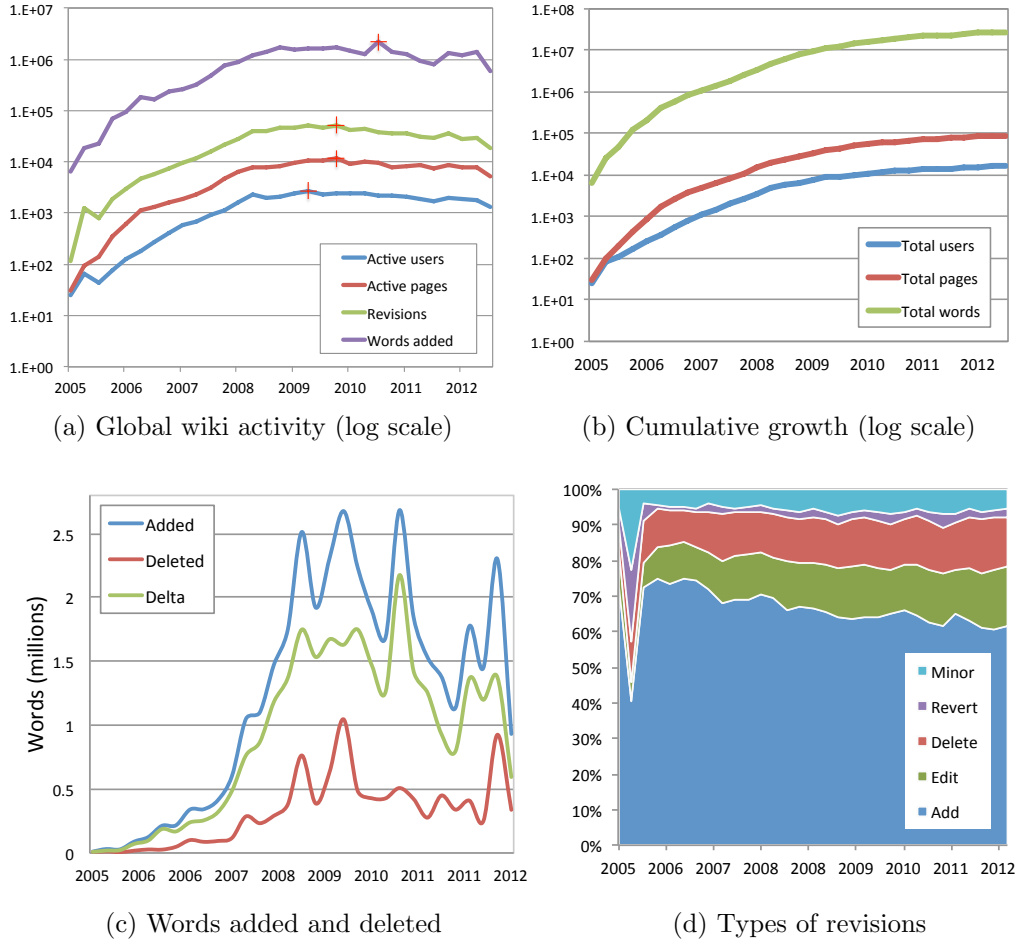 1.E+07
1.E+06
1.E+05
1.E+04
1.E+03
1.E+02
1.E+01
1.E+00
2005 2006 2007 2008 2009 2010 2011 2012
Active users
Active pages
Revisions
Words added
(a) Global wiki activity (log scale)
1.E+08
1.E+07
1.E+06
1.E+05
1.E+04
1.E+03
1.E+02
1.E+01
1.E+00
2005 2006 2007 2008 2009 2010 2011 2012
Total users
Total pages
Total words
(b) Cumulative growth (log scale)
Words (millions)
2.5
2
1.5
1
0.5
0
2005 2006 2006 2007 2008 2009 2009 2010 2011 2012
Added
Deleted
Delta
(c) Words added and deleted
100%
90%
80%
70%
60%
50%
40%
30%
20%
10%
0%
2005 2006 2006 2007 2008 2009 2010 2011 2012
Minor
Revert
Delete
Edit
Add
(d) Types of revisions